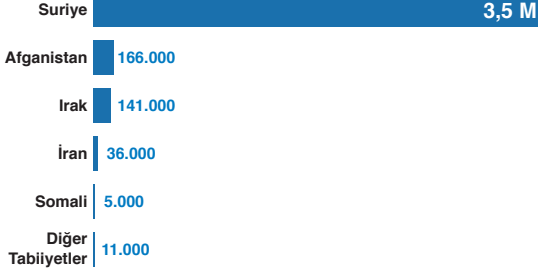 Suriye 3,5 M
Afganistan 166.000
Irak 141.000
İran 36.000
Somali 5.000
Diğer
Tabiiyetler 11.000